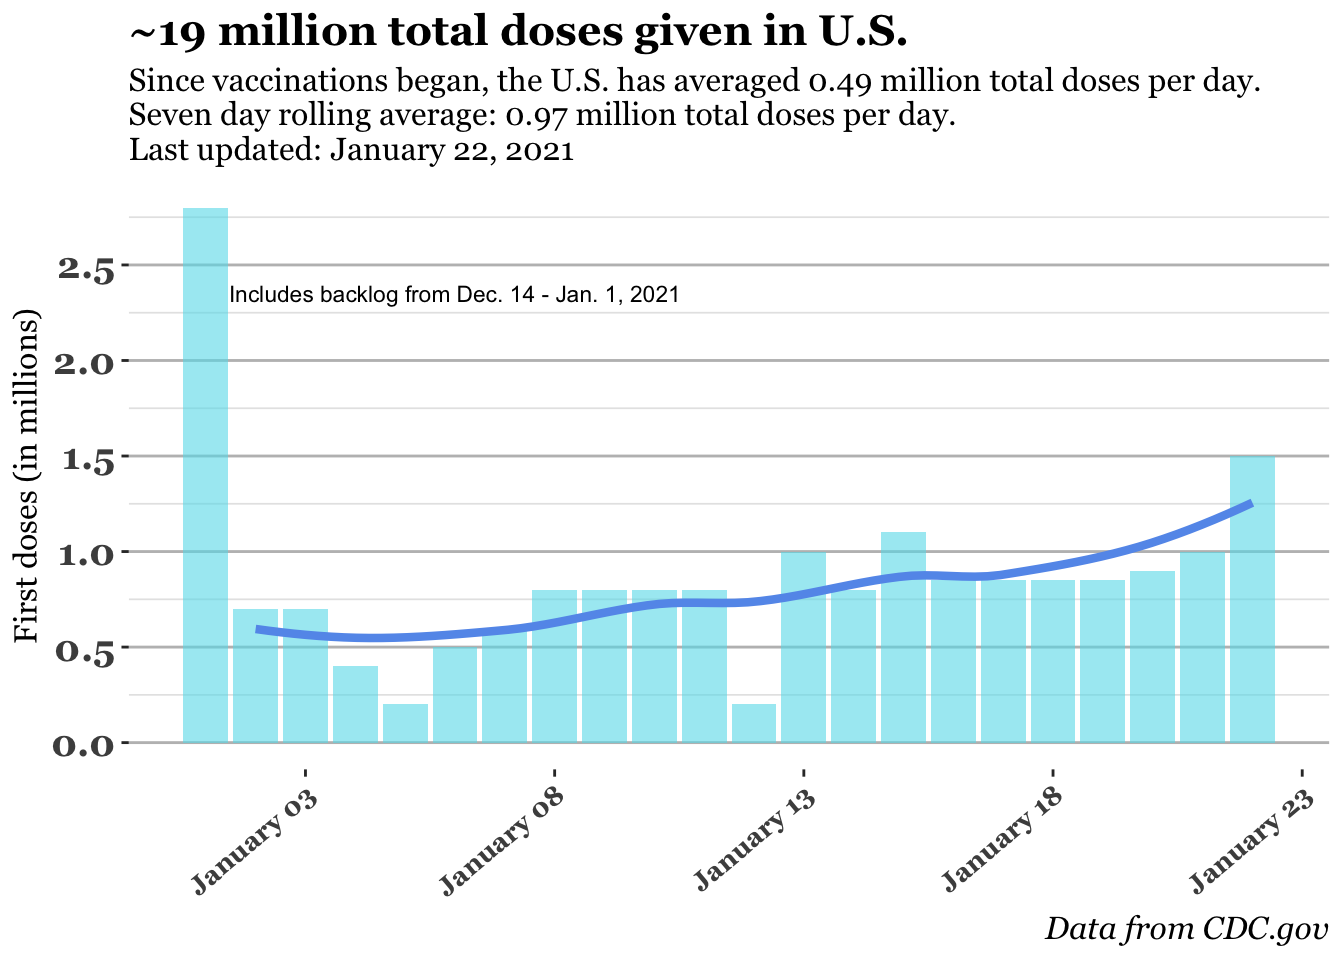 ~19 million total doses given in U.S.
Since vaccinations began, the U.S. has averaged 0.49 million total doses per day.
Seven day rolling average: 0.97 million total doses per day.
Last updated: January 22, 2021
First doses (in millions)
2.5
2.0
1.5
1.0
0.5
0.0
Includes backlog from Dec. 14 - Jan. 1, 2021
January 03
January 08
January 13
January 18
January 23
Data from CDC.gov